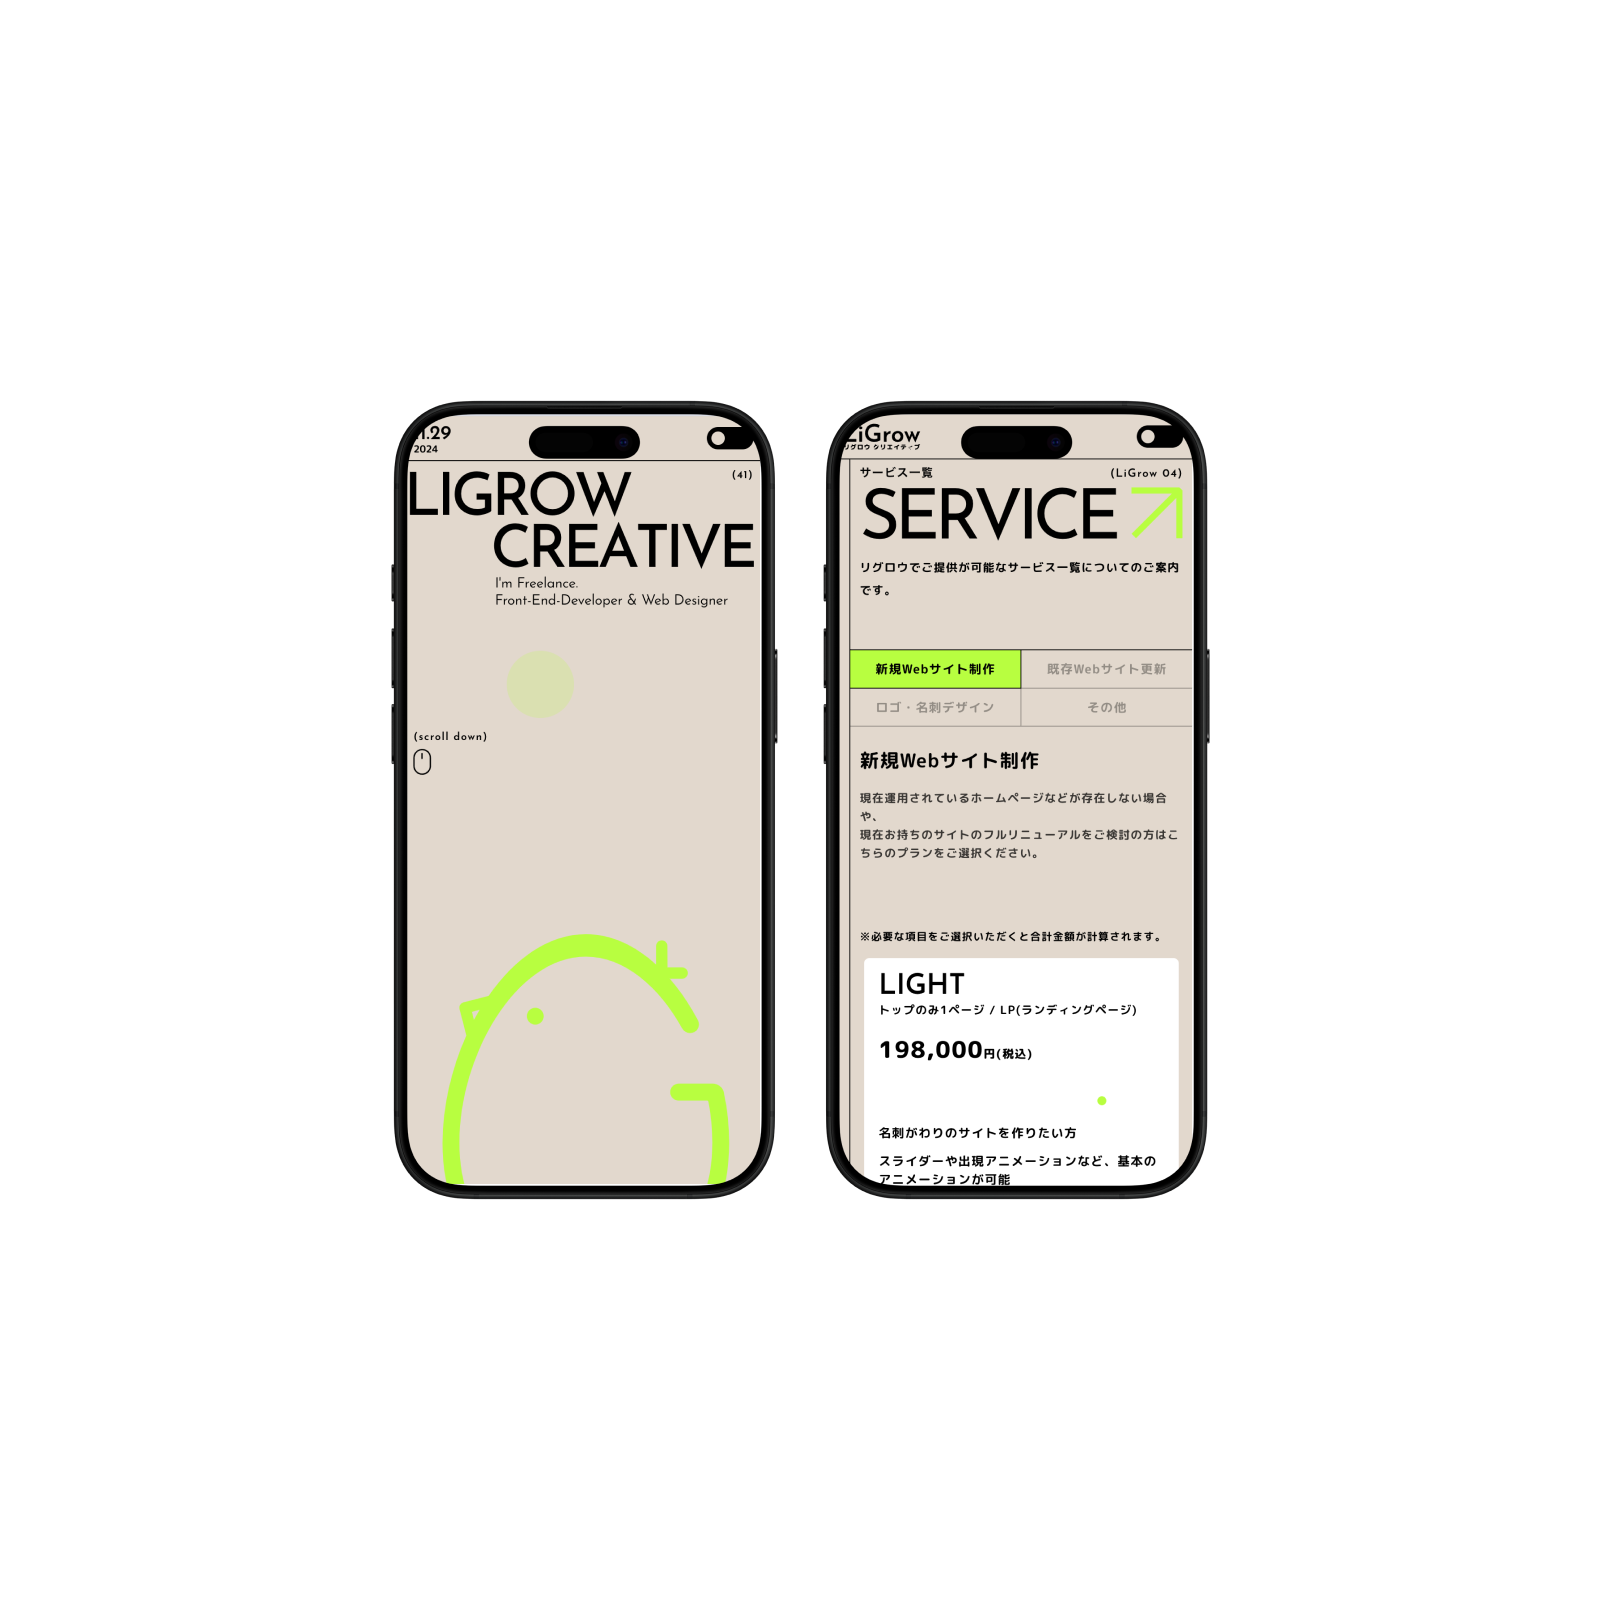 11.29
2024
(41)
LIGROW
CREATIVE
I'm Freelance.
Front-End-Developer & Web Designer
(scroll down)
LiGrow
リグロウ クリエイティブ
サービス一覧
(LiGrow 04)
SERVICE
リグロウでご提供が可能なサービス一覧についてのご案内
です。
新規Webサイト制作
既存Webサイト更新
ロゴ・名刺デザイン
その他
新規Webサイト制作
現在運用されているホームページなどが存在しない場合
や、
現在お持ちのサイトのフルリニューアルをご検討の方はこ
ちらのプランをご選択ください。
※必要な項目をご選択いただくと合計金額が計算されます。
LIGHT
トップのみ1ページ / LP(ランディングページ)
198,000円(税込)
名刺がわりのサイトを作りたい方
スライダーや出現アニメーションなど、基本の
アニメーションが可能